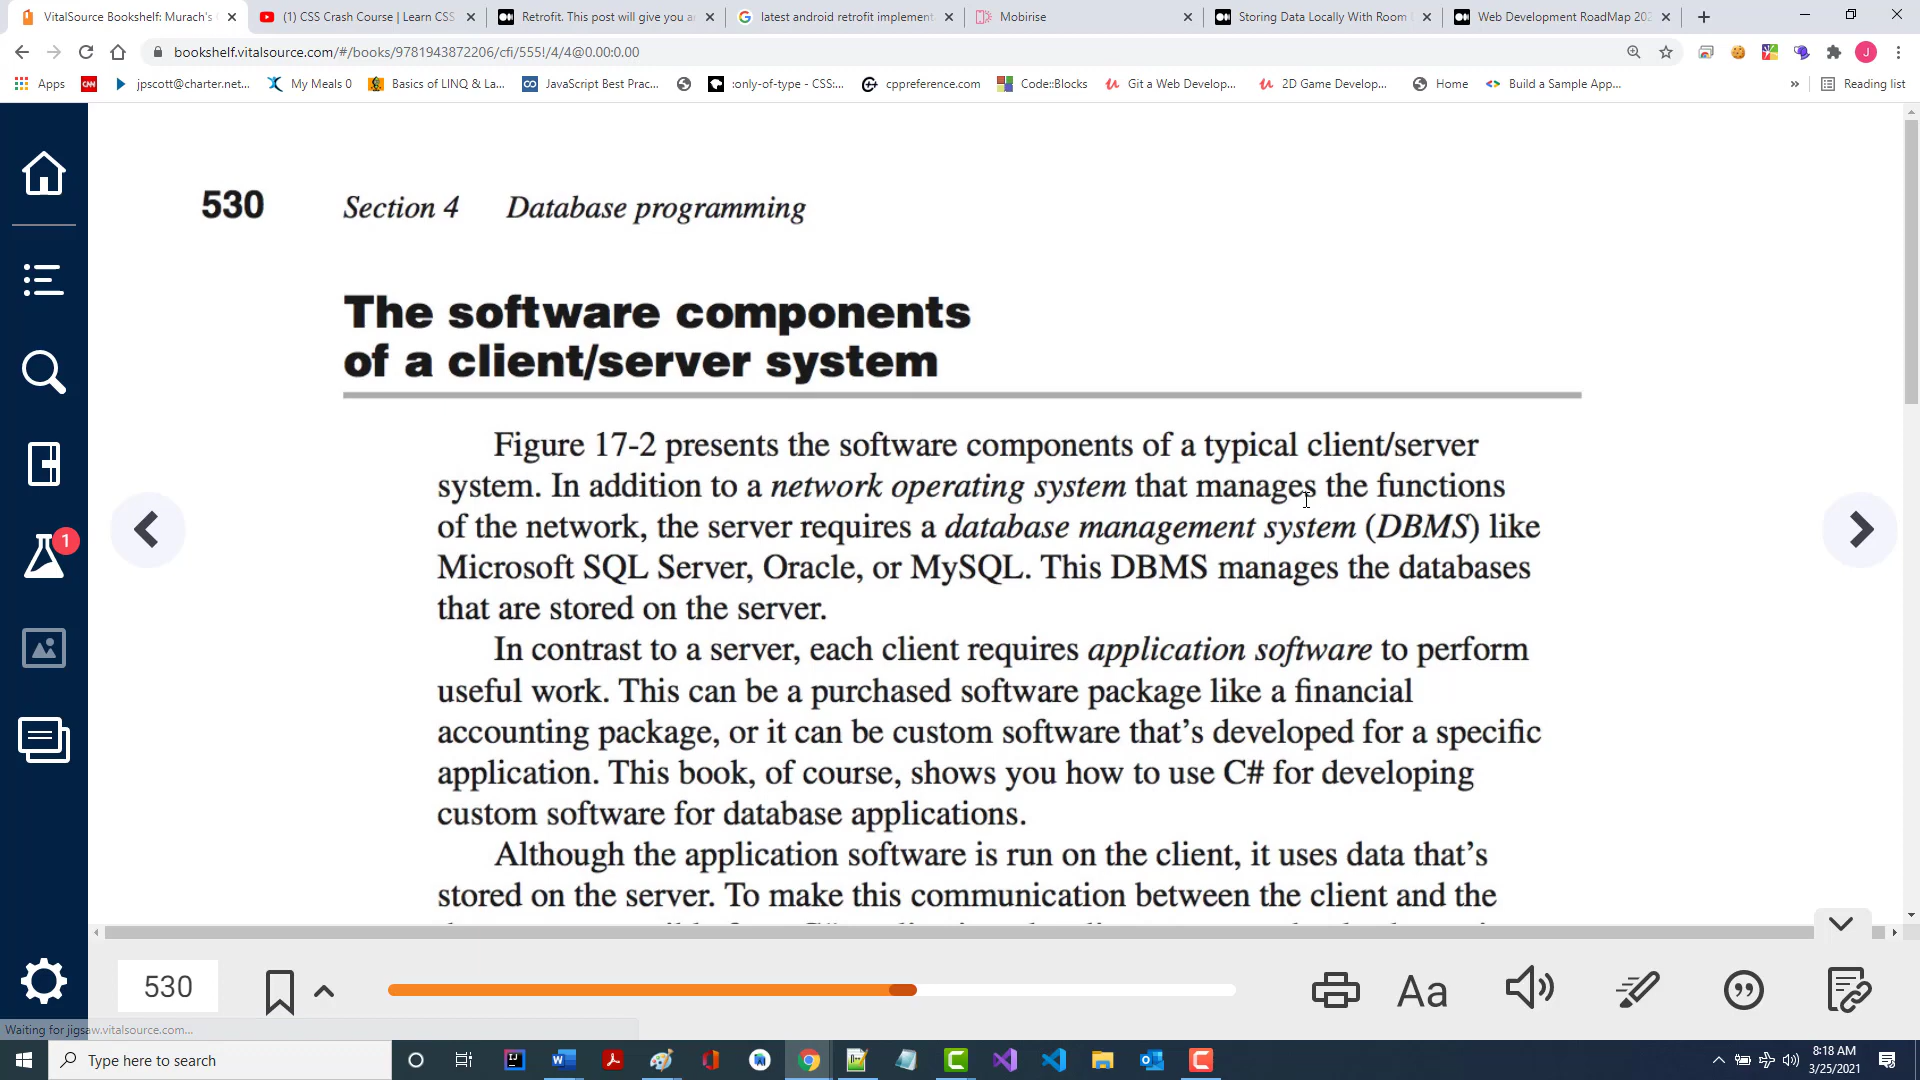 VitalSource Bookshelf: Murach's
(1) CSS Crash Course | Learn CSS
Retrofit. This post will give you a
latest android retrofit implement
Mobirise
Storing Data Locally With Room
Web Development RoadMap 202
bookshelf.vitalsource.com/#/books/9781943872206/cfi/555!/4/4@0.00:0.00
J
Apps
CNN
jpscott@charter.net...
My Meals 0
Basics of LINQ & La...
JavaScript Best Prac...
:only-of-type - CSS:...
cppreference.com
Code::Blocks
Git a Web Develop...
2D Game Develop...
Home
Build a Sample App...
»
Reading list
530 Section 4 Database programming
The software components
of a client/server system
Figure 17-2 presents the software components of a typical client/server
system. In addition to a network operating system that manages the functions
of the network, the server requires a database management system (DBMS) like
Microsoft SQL Server, Oracle, or MySQL. This DBMS manages the databases
that are stored on the server.
In contrast to a server, each client requires application software to perform
useful work. This can be a purchased software package like a financial
accounting package, or it can be custom software that's developed for a specific
application. This book, of course, shows you how to use C# for developing
custom software for database applications.
Although the application software is run on the client, it uses data that's
stored on the server. To make this communication between the client and the
1
530
Aa
Waiting for jigsaw.vitalsource.com...
Type here to search
8:18 AM
3/25/2021